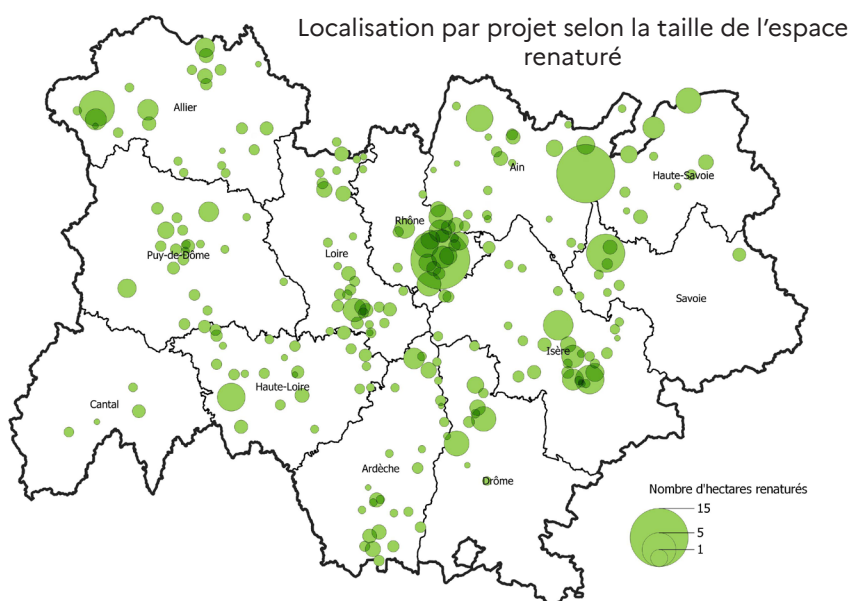 Localisation par projet selon la taille de l'espace
renaturé
Allier
Ain
Haute-Savoie
Rhône
Puy-de-Dôme
Loire
Savoie
Isère
Haute-Loire
Cantal
Ardèche
Drôme
Nombre d'hectares renaturés
15
5
1